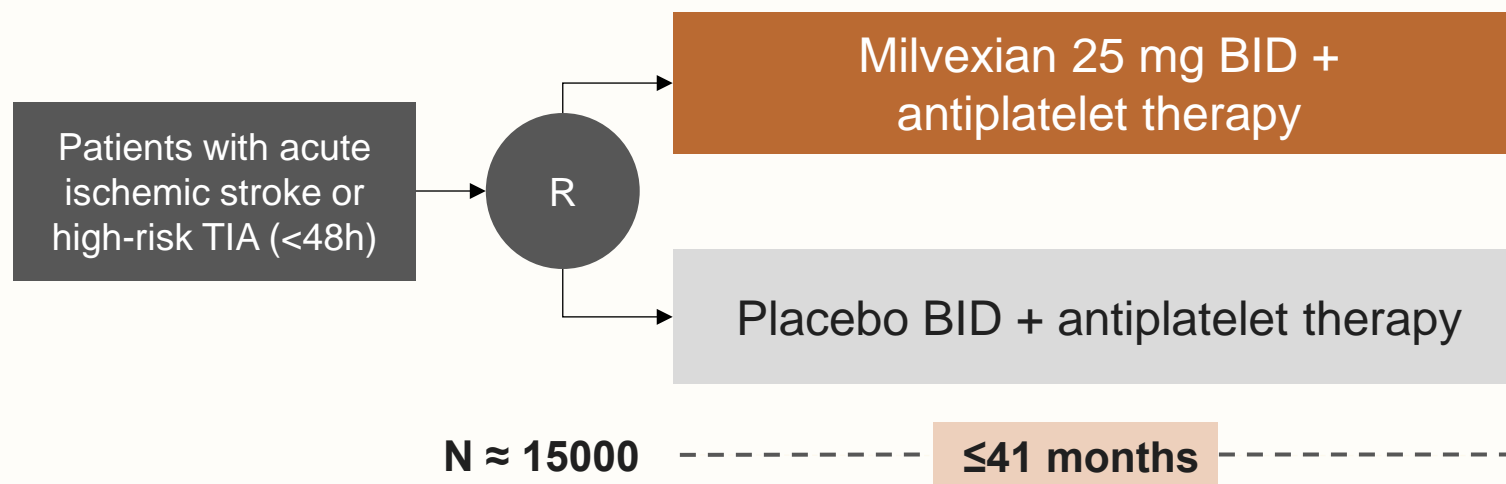 Patients with acute
ischemic stroke or
high-risk TIA (<48h)
R
Milvexian 25 mg BID +
antiplatelet therapy
Placebo BID + antiplatelet therapy
N ≈ 15000
≤41 months